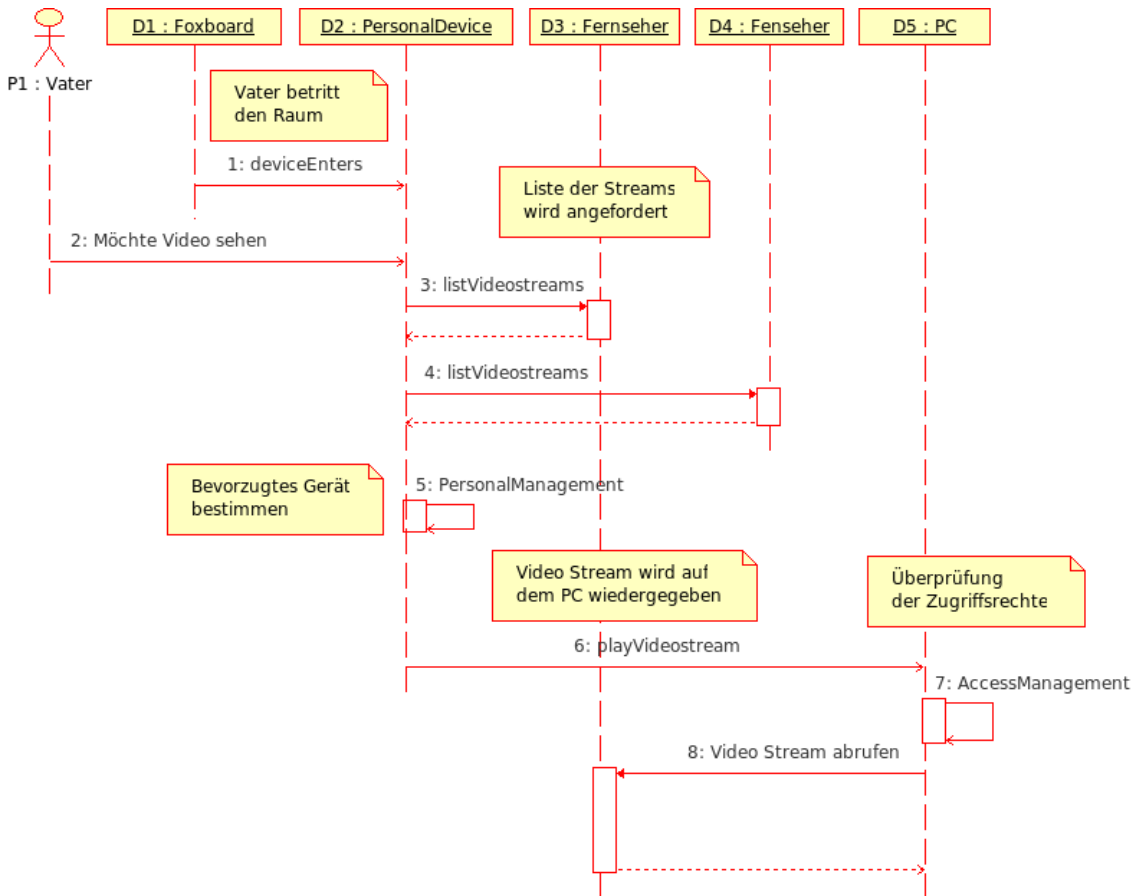 D1 : Foxboard
D2 : PersonalDevice
D3 : Fernseher
D4 : Fenseher
D5 : PC
P1 : Vater
Vater betritt
den Raum
1: deviceEnters
Liste der Streams
wird angefordert
2: Möchte Video sehen
3: listVideostreams
4: listVideostreams
Bevorzugtes Gerät
bestimmen
5: PersonalManagement
Video Stream wird auf
dem PC wiedergegeben
Überprüfung
der Zugriffsrechte
6: playVideostream
7: AccessManagement
8: Video Stream abrufen